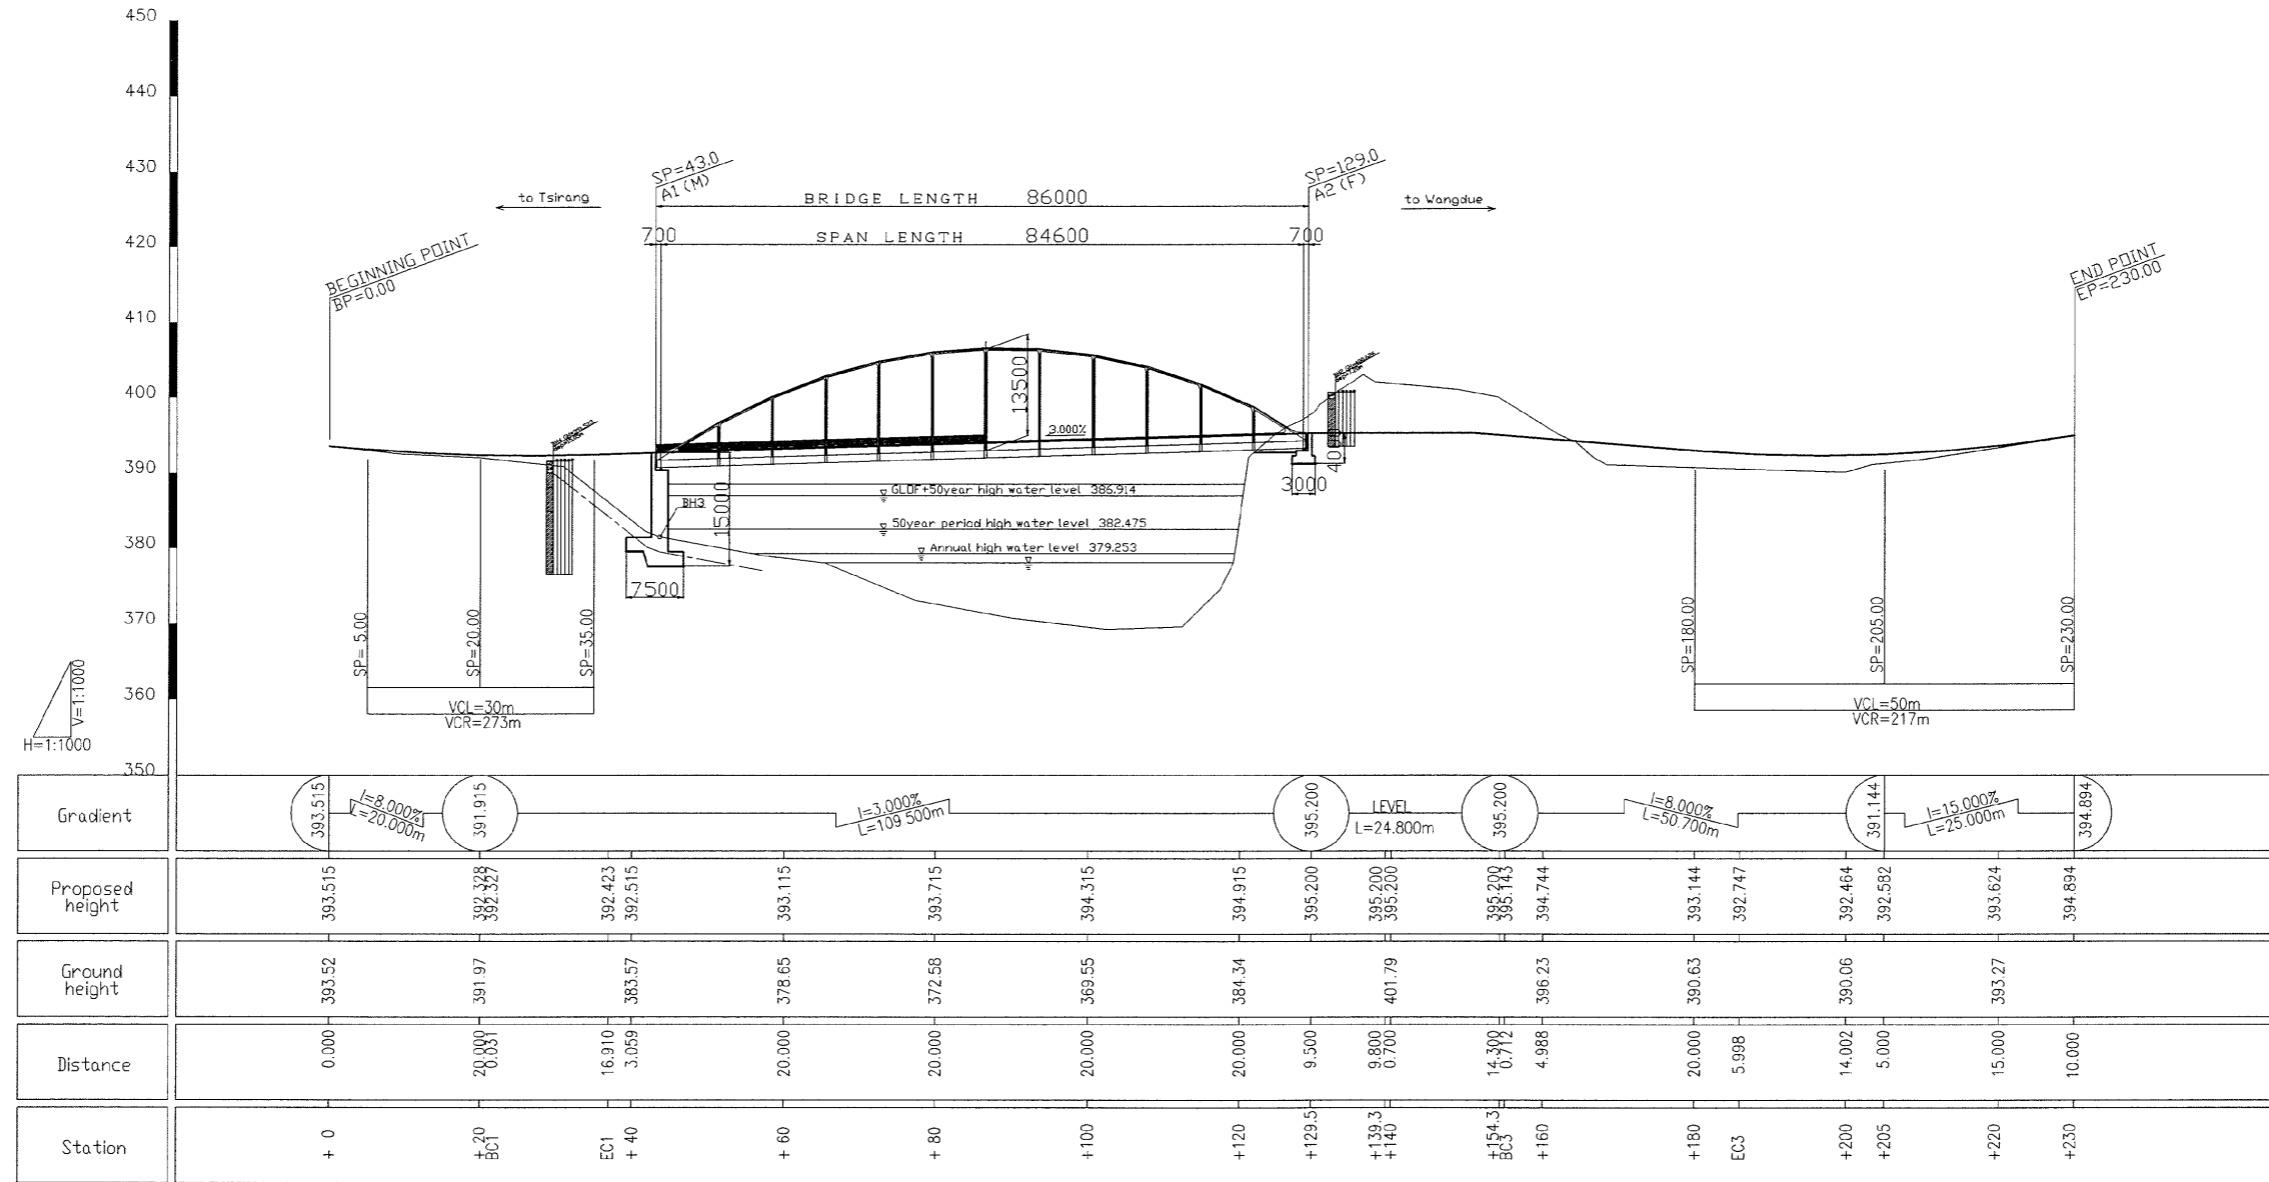 450
440
430
420
410
400
390
380
370
360
350
SP=43.0
A1 (M)
SP=129.0
A2 (F)
to Tsirang
BRIDGE LENGTH 86000
to Wangdue
700
SPAN LENGTH 84600
700
BEGINNING POINT
BP=0.00
END POINT
EP=230.00
13500
3.000%
GLOF+50year high water level 386.914
50year period high water level 382.475
Annual high water level 379.253
BH3
15000
7500
3000
SP= 5.00
SP=20.00
SP=35.00
VCL=30m
VCR=273m
SP=180.00
SP=205.00
SP=230.00
VCL=50m
VCR=217m
V=1:1000
H=1:1000
Gradient
393.515
I=8.000%
L=20.000m
391.915
I=3.000%
L=109.500m
395.200
LEVEL
L=24.800m
395.200
I=8.000%
L=50.700m
391.144
I=15.000%
L=25.000m
394.894
Proposed
height
393.515
392.328
392.327
392.423
392.515
393.115
393.715
394.315
394.915
395.200
395.200
395.200
395.200
395.143
394.744
393.144
392.747
392.464
392.582
393.624
394.894
Ground
height
393.52
391.97
383.57
378.65
372.58
369.55
384.34
401.79
396.23
390.63
390.06
393.27
Distance
0.000
20.000
0.031
16.910
3.059
20.000
20.000
20.000
20.000
9.500
9.800
0.700
14.300
0.712
4.988
20.000
5.998
14.002
5.000
15.000
10.000
Station
+ 0
+ 20
BC1
EC1
+ 40
+ 60
+ 80
+100
+120
+129.5
+139.3
+140
+154.3
BC3
+160
+180
EC3
+200
+205
+220
+230